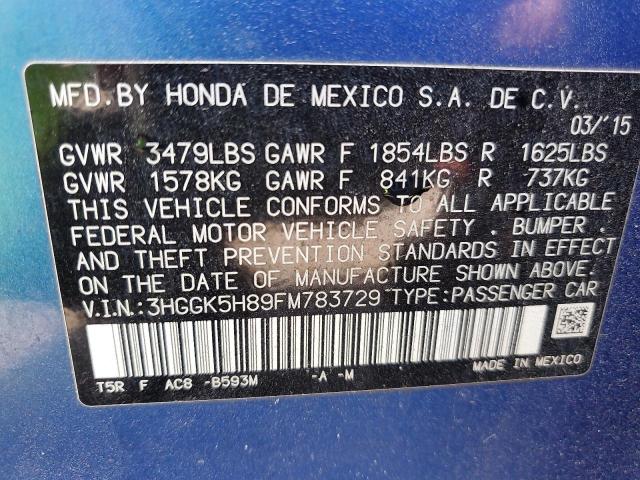 MFD. BY HONDA DE MEXICO S.A. DE C.V.
03/'15
GVWR 3479LBS GAWR F 1854LBS R 1625LBS
GVWR 1578KG GAWR F 841KG R 737KG
THIS VEHICLE CONFORMS TO ALL APPLICABLE
FEDERAL MOTOR VEHICLE SAFETY . BUMPER .
AND THEFT PREVENTION STANDARDS IN EFFECT
ON THE DATE OF MANUFACTURE SHOWN ABOVE.
V.I.N.:3HGGK5H89FM783729 TYPE:PASSENGER CAR
MADE IN MEXICO
T5R F AC8 -B593M -A -M